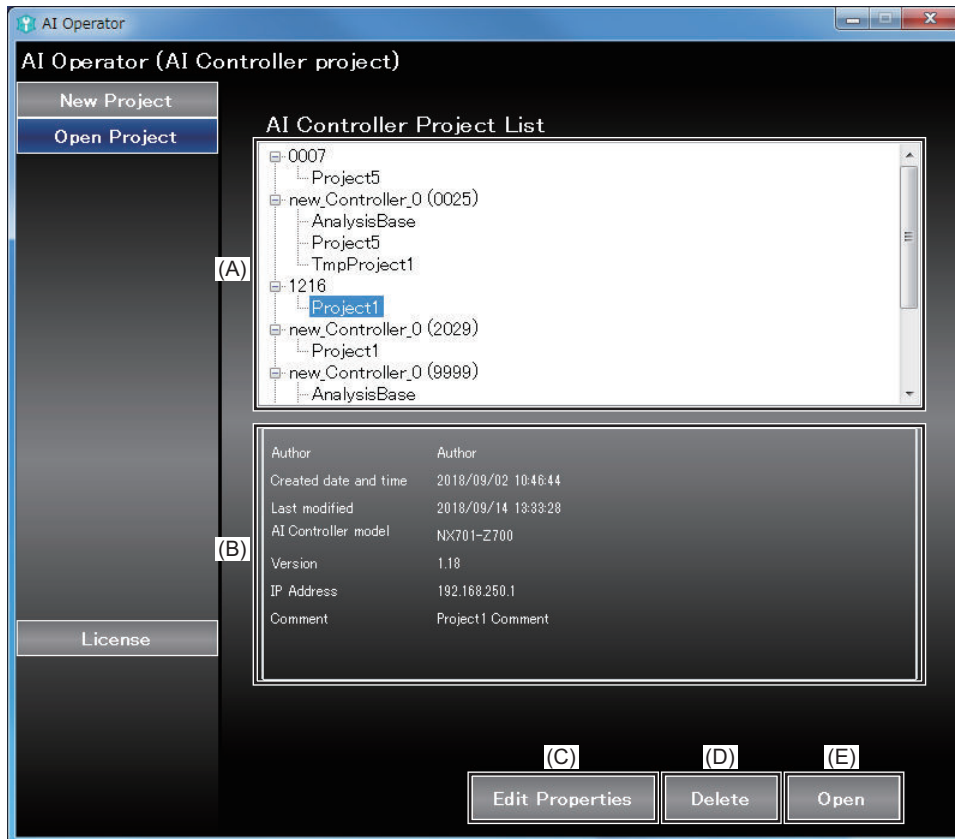 AI Operator
AI Operator (AI Controller project)
New Project
Open Project
AI Controller Project List
0007
Project5
new_Controller_0 (0025)
AnalysisBase
Project5
TmpProject1
(A)
1216
Project1
new_Controller_0 (2029)
Project1
new_Controller_0 (9999)
AnalysisBase
Author Author
Created date and time 2018/09/02 10:46:44
Last modified 2018/09/14 13:33:28
AI Controller model NX701-Z700
(B)
Version 1.18
IP Address 192.168.250.1
Comment Project1 Comment
License
(C) (D) (E)
Edit Properties Delete Open